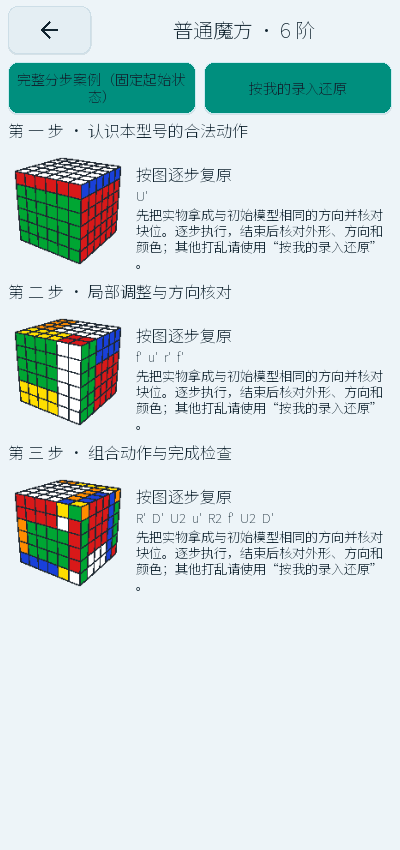 普通魔方 · 6 阶
完整分步案例（固定起始状
态）
按我的录入还原
第一步 · 认识本型号的合法动作
按图逐步复原
U'
先把实物拿成与初始模型相同的方向并核对
块位。逐步执行，结束后核对外形、方向和
颜色；其他打乱请使用“按我的录入还原”
。
第二步 · 局部调整与方向核对
按图逐步复原
f' u' r' f'
先把实物拿成与初始模型相同的方向并核对
块位。逐步执行，结束后核对外形、方向和
颜色；其他打乱请使用“按我的录入还原”
。
第三步 · 组合动作与完成检查
按图逐步复原
R' D' U2 u' R2 f' U2 D'
先把实物拿成与初始模型相同的方向并核对
块位。逐步执行，结束后核对外形、方向和
颜色；其他打乱请使用“按我的录入还原”
。